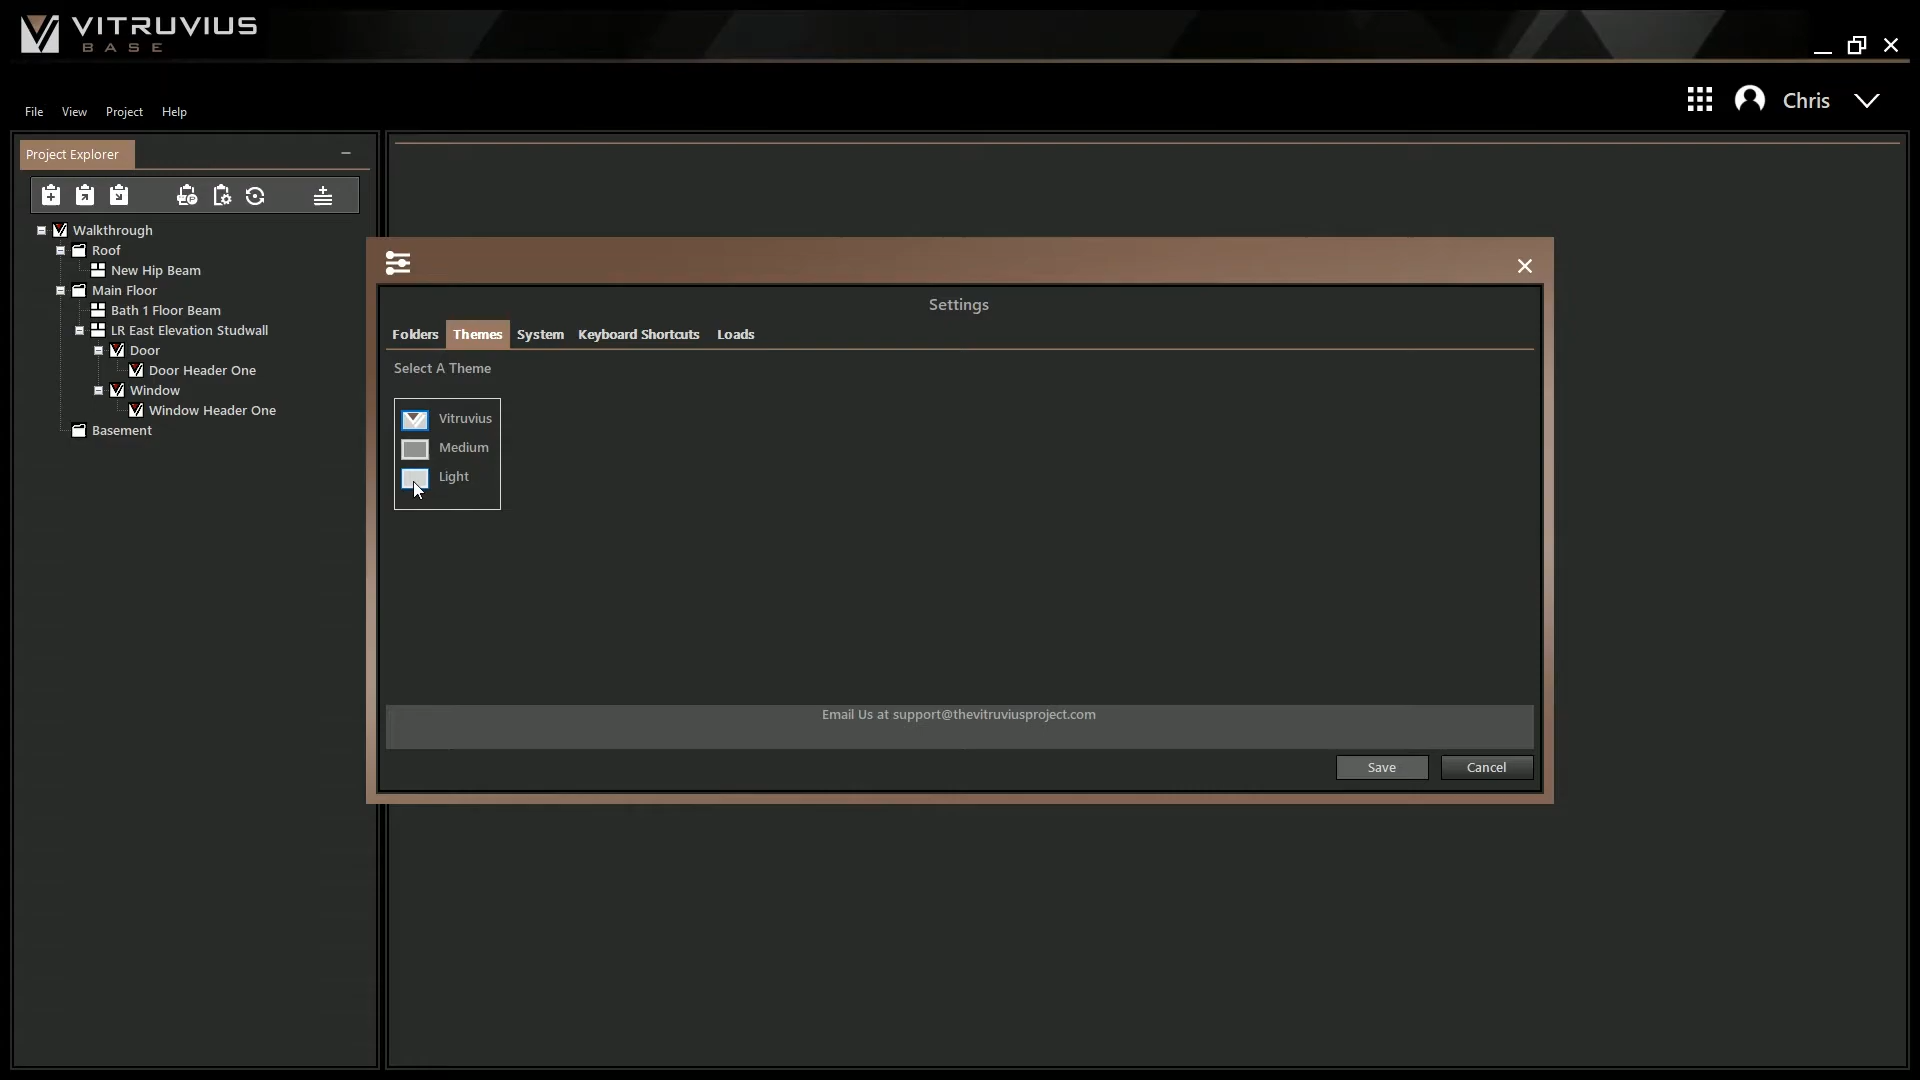 VITRUVIUS
BASE
File View Project Help
Chris
Project Explorer
Walkthrough
Roof
New Hip Beam
Main Floor
Bath 1 Floor Beam
LR East Elevation Studwall
Door
Door Header One
Window
Window Header One
Basement
Settings
Folders Themes System Keyboard Shortcuts Loads
Select A Theme
Vitruvius
Medium
Light
Email Us at support@thevitruviusproject.com
Save Cancel